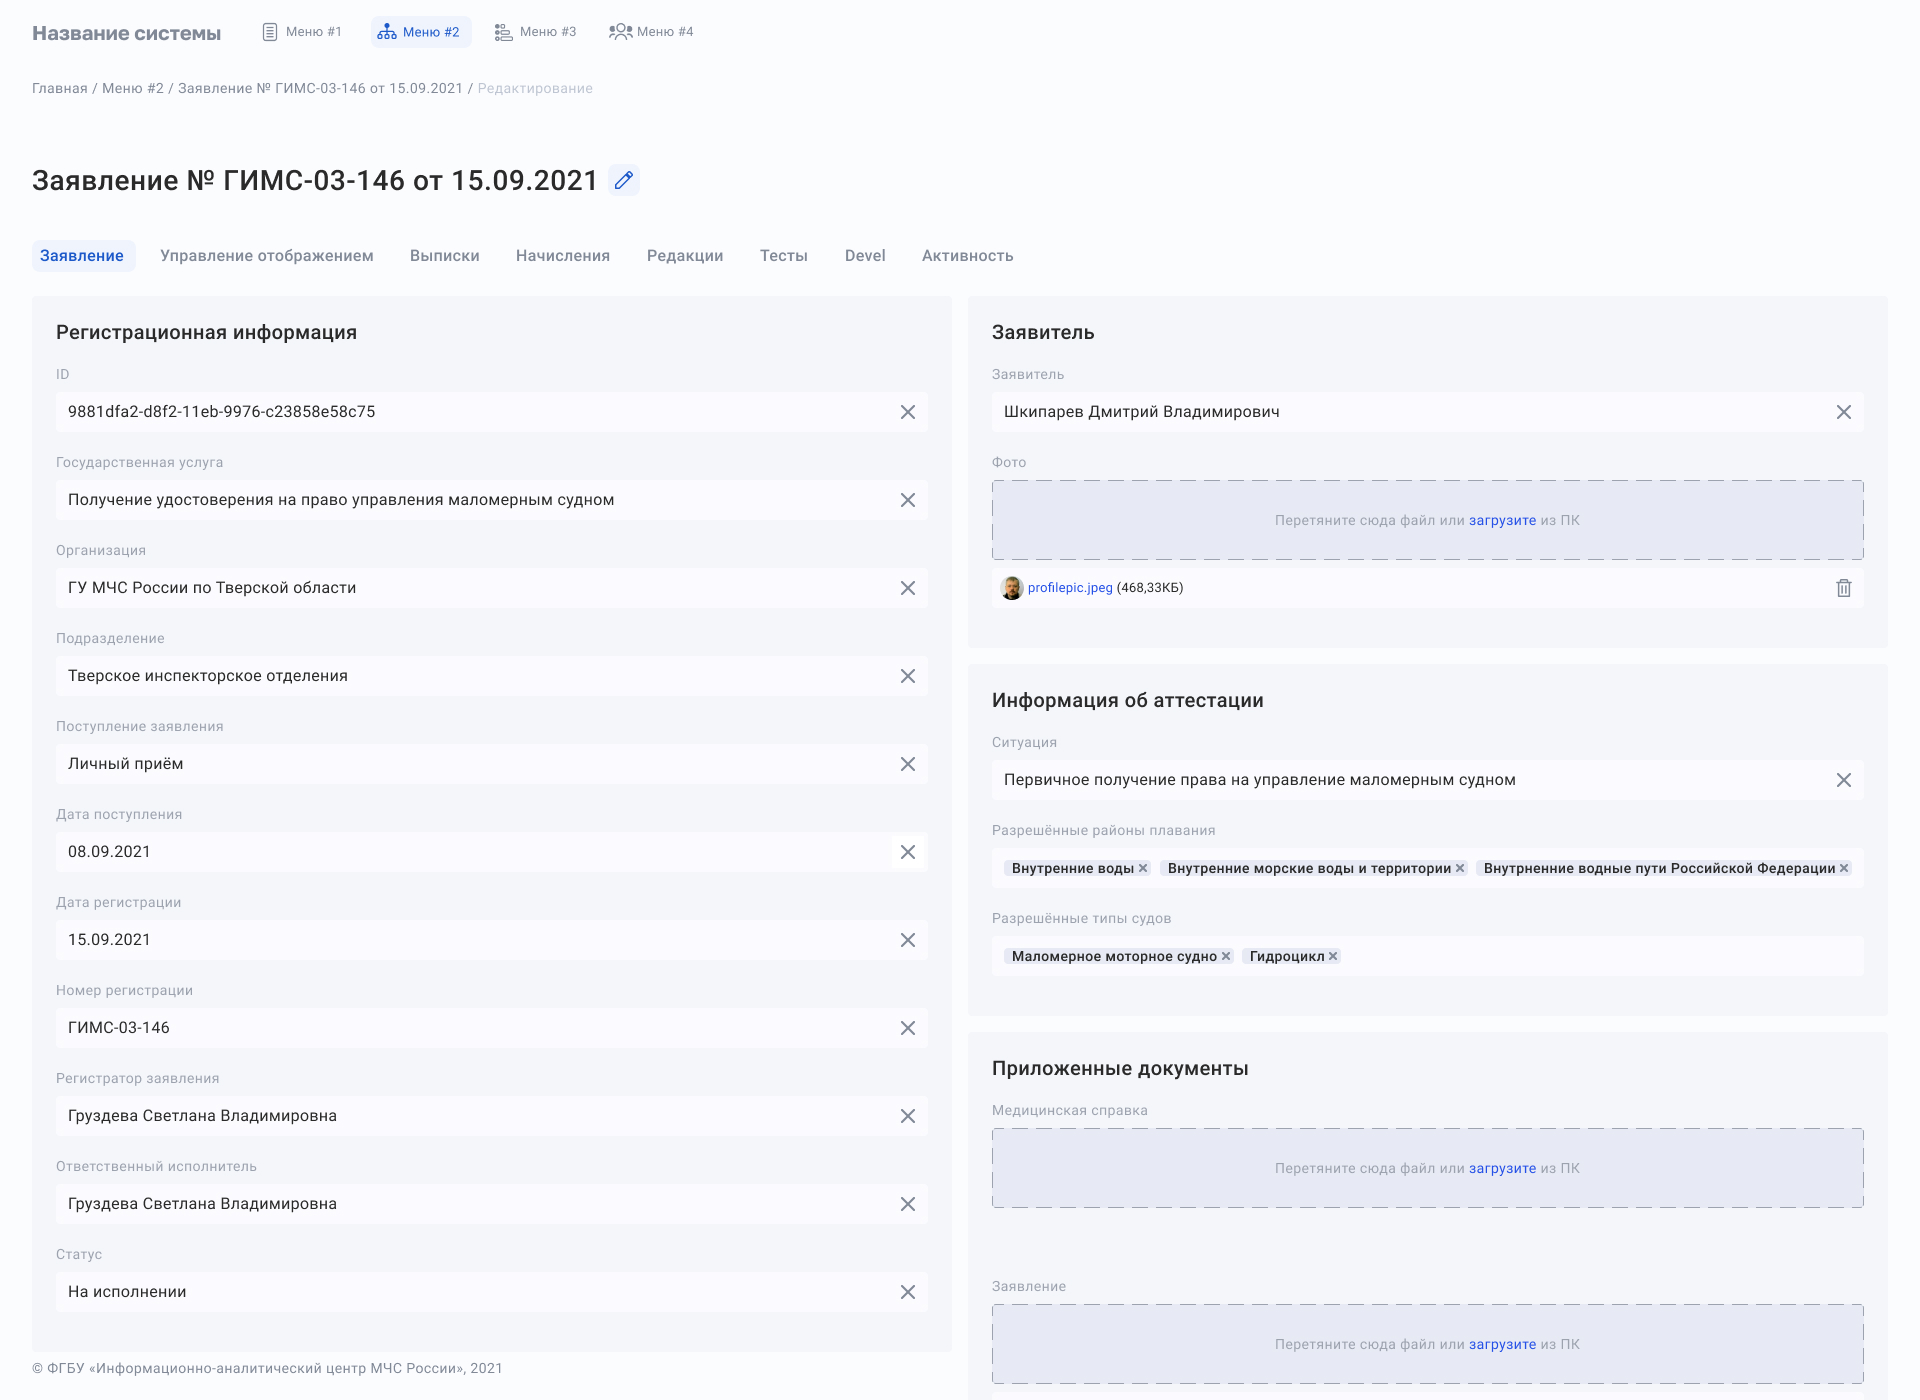 Название системы
Меню #1
Меню #2
Меню #3
Меню #4
Главная / Меню #2 / Заявление № ГИМС-03-146 от 15.09.2021 / Редактирование
Заявление № ГИМС-03-146 от 15.09.2021
Заявление
Управление отображением
Выписки
Начисления
Редакции
Тесты
Devel
Активность
Регистрационная информация
ID
9881dfa2-d8f2-11eb-9976-c23858e58c75
Государственная услуга
Получение удостоверения на право управления маломерным судном
Организация
ГУ МЧС России по Тверской области
Подразделение
Тверское инспекторское отделения
Поступление заявления
Личный приём
Дата поступления
08.09.2021
Дата регистрации
15.09.2021
Номер регистрации
ГИМС-03-146
Регистратор заявления
Груздева Светлана Владимировна
Ответственный исполнитель
Груздева Светлана Владимировна
Статус
На исполнении
Заявитель
Заявитель
Шкипарев Дмитрий Владимирович
Фото
Перетяните сюда файл или загрузите из ПК
profilepic.jpeg (468,33КБ)
Информация об аттестации
Ситуация
Первичное получение права на управление маломерным судном
Разрешённые районы плавания
Внутренние воды
Внутренние морские воды и территории
Внутрненние водные пути Российской Федерации
Разрешённые типы судов
Маломерное моторное судно
Гидроцикл
Приложенные документы
Медицинская справка
Перетяните сюда файл или загрузите из ПК
Заявление
Перетяните сюда файл или загрузите из ПК
© ФГБУ «Информационно-аналитический центр МЧС России», 2021